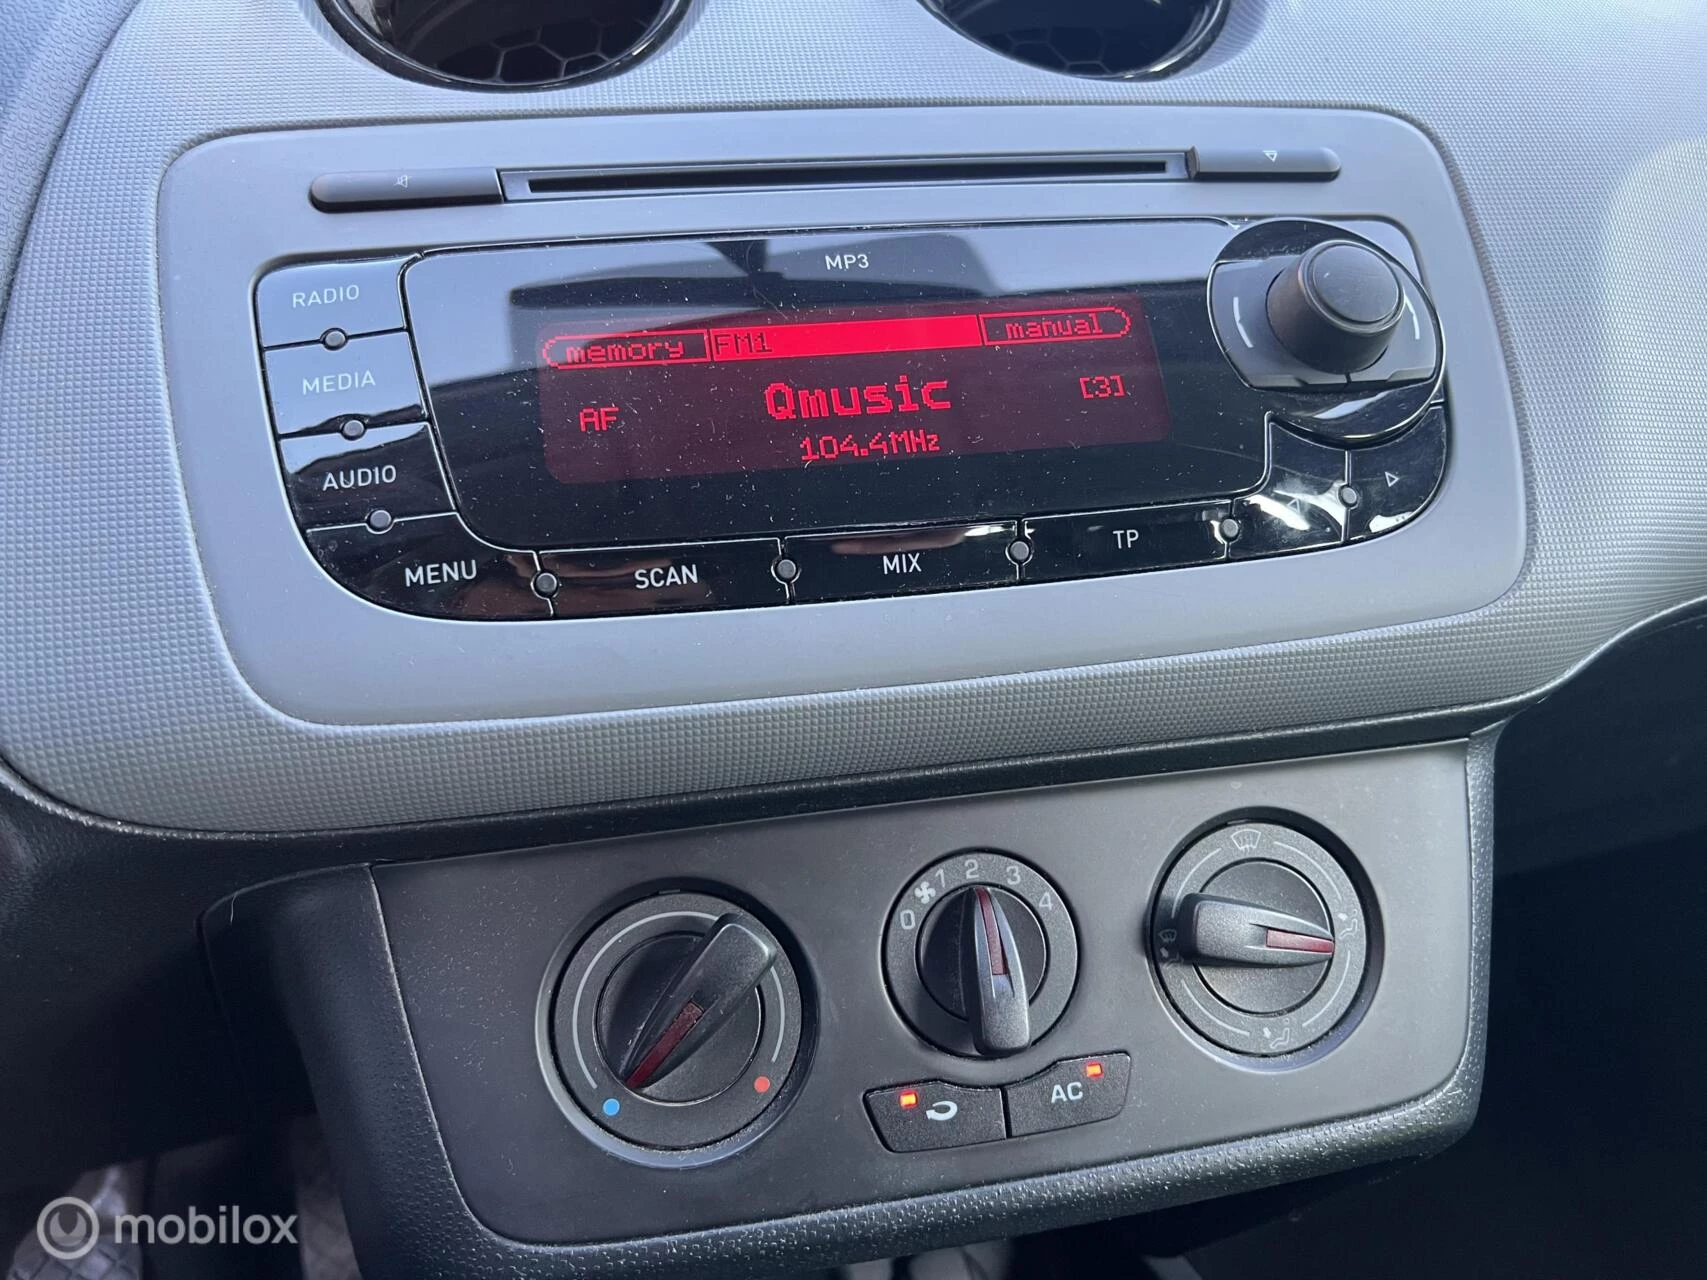 MP3
RADIO
MEDIA
AUDIO
MENU
SCAN
MIX
TP
memory FM1 manual
AF Qmusic [3]
104.4MHz
0 1 2 3 4
AC
mobilox